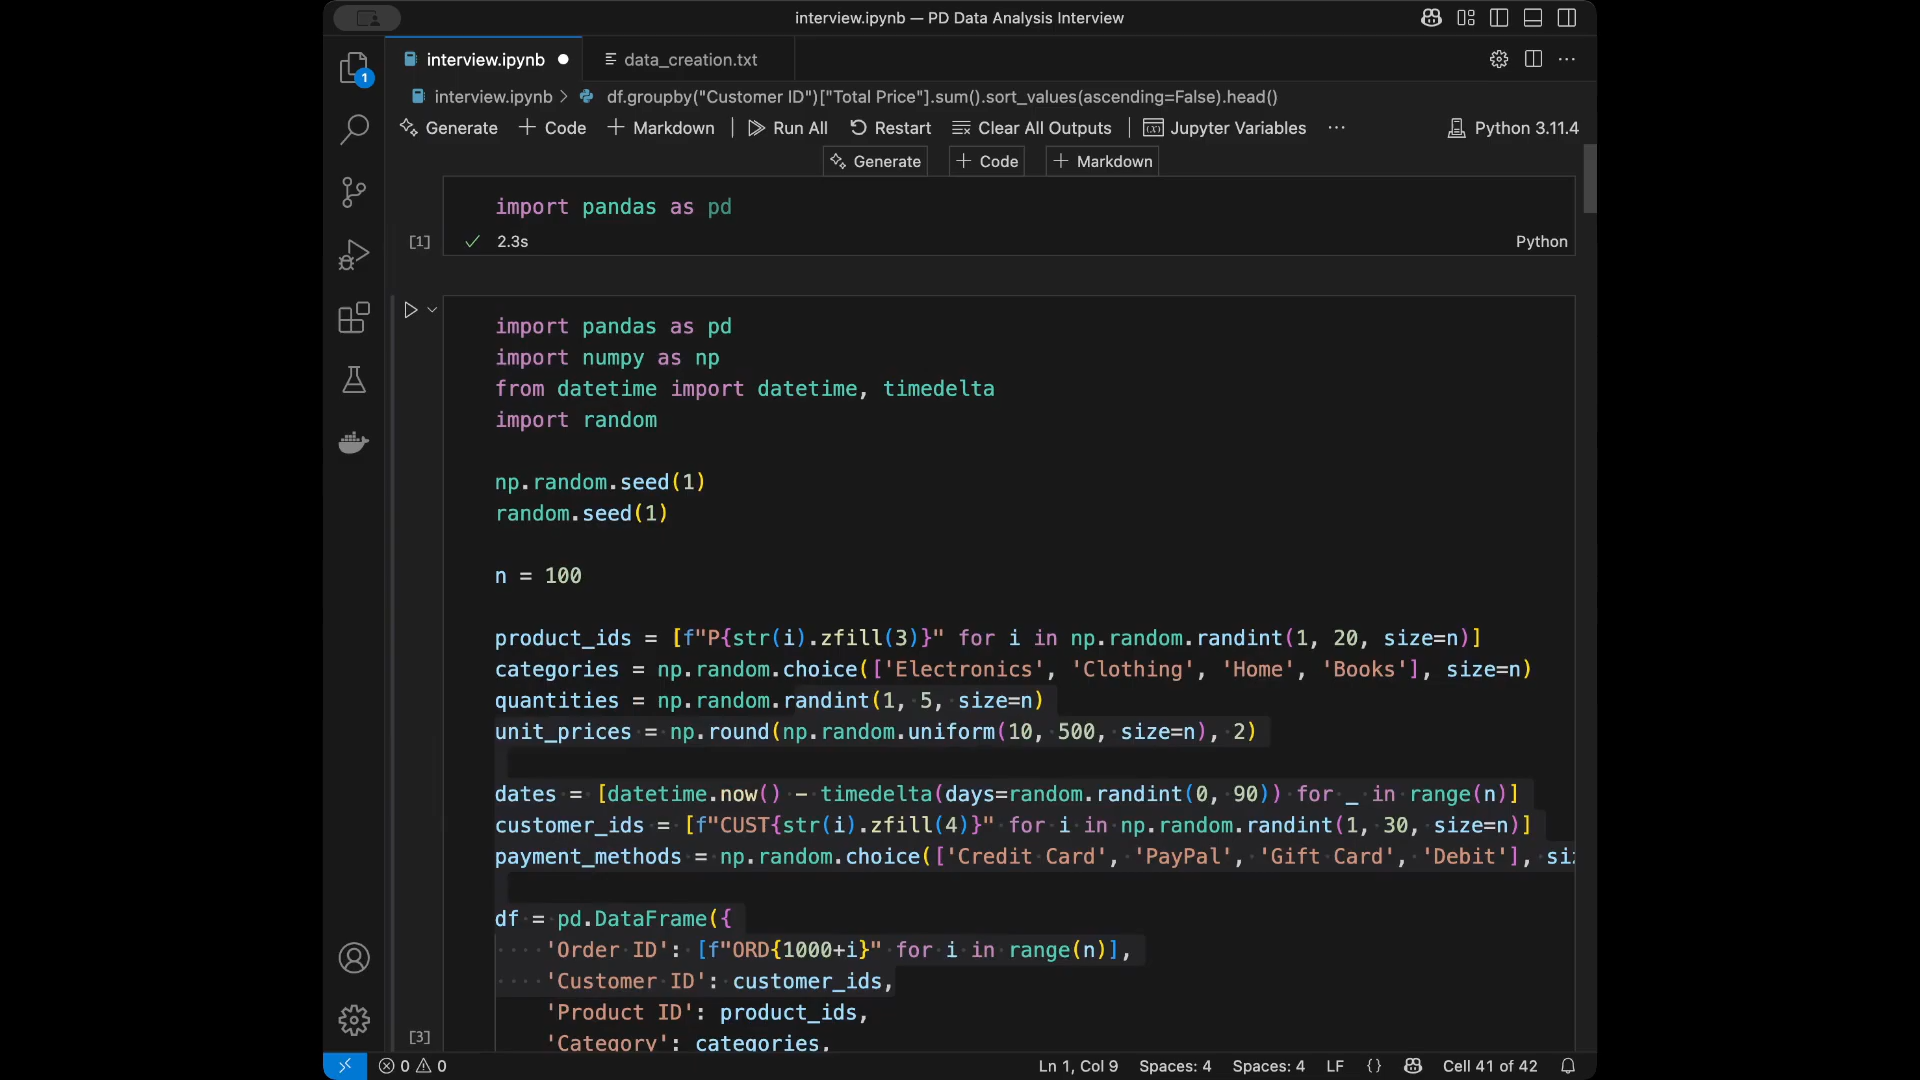 interview.ipynb — PD Data Analysis Interview
interview.ipynb
data_creation.txt
1
interview.ipynb > df.groupby("Customer ID")["Total Price"].sum().sort_values(ascending=False).head()
Generate + Code + Markdown | Run All Restart Clear All Outputs | Jupyter Variables ··· Python 3.11.4
Generate + Code + Markdown
import pandas as pd
[1] ✓ 2.3s Python
import pandas as pd
import numpy as np
from datetime import datetime, timedelta
import random
np.random.seed(1)
random.seed(1)
n = 100
product_ids = [f"P{str(i).zfill(3)}" for i in np.random.randint(1, 20, size=n)]
categories = np.random.choice(['Electronics', 'Clothing', 'Home', 'Books'], size=n)
quantities = np.random.randint(1, 5, size=n)
unit_prices = np.round(np.random.uniform(10, 500, size=n), 2)
dates = [datetime.now() - timedelta(days=random.randint(0, 90)) for _ in range(n)]
customer_ids = [f"CUST{str(i).zfill(4)}" for i in np.random.randint(1, 30, size=n)]
payment_methods = np.random.choice(['Credit Card', 'PayPal', 'Gift Card', 'Debit'], si
df = pd.DataFrame({
'Order ID': [f"ORD{1000+i}" for i in range(n)],
'Customer ID': customer_ids,
'Product ID': product_ids,
[3]
'Category': categories,
0 0 Ln 1, Col 9 Spaces: 4 Spaces: 4 LF {} Cell 41 of 42